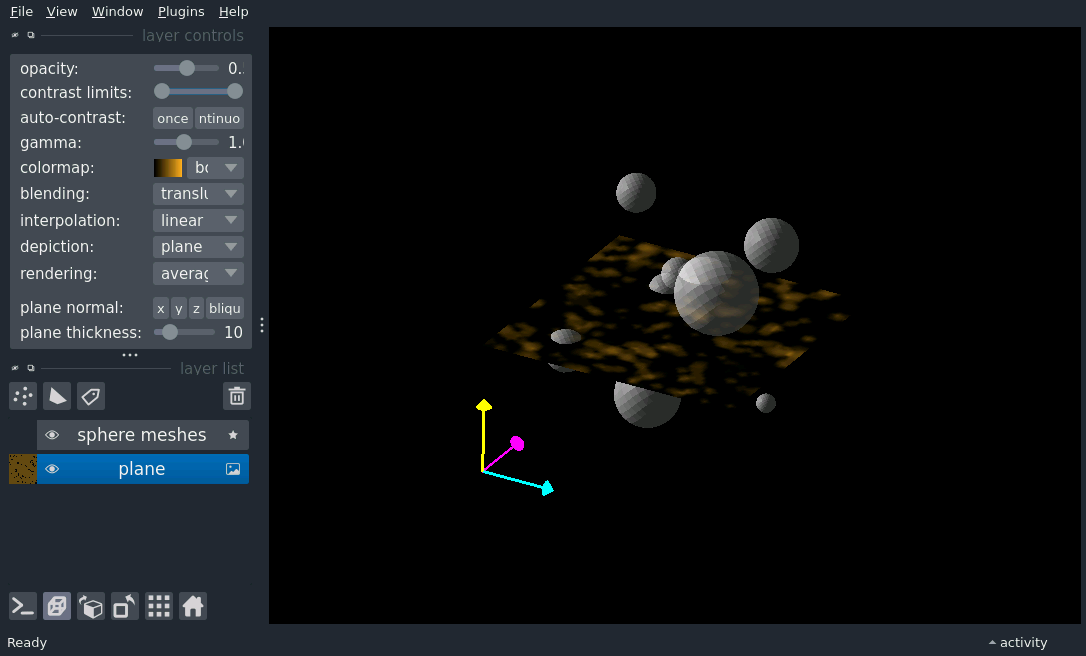 File View Window Plugins Help
layer controls
opacity: 0.
contrast limits:
auto-contrast: once ntinuo
gamma: 1.
colormap: bo
blending: translu
interpolation: linear
depiction: plane
rendering: averag
plane normal: x y z bliqu
plane thickness: 10
layer list
sphere meshes
plane
Ready
activity